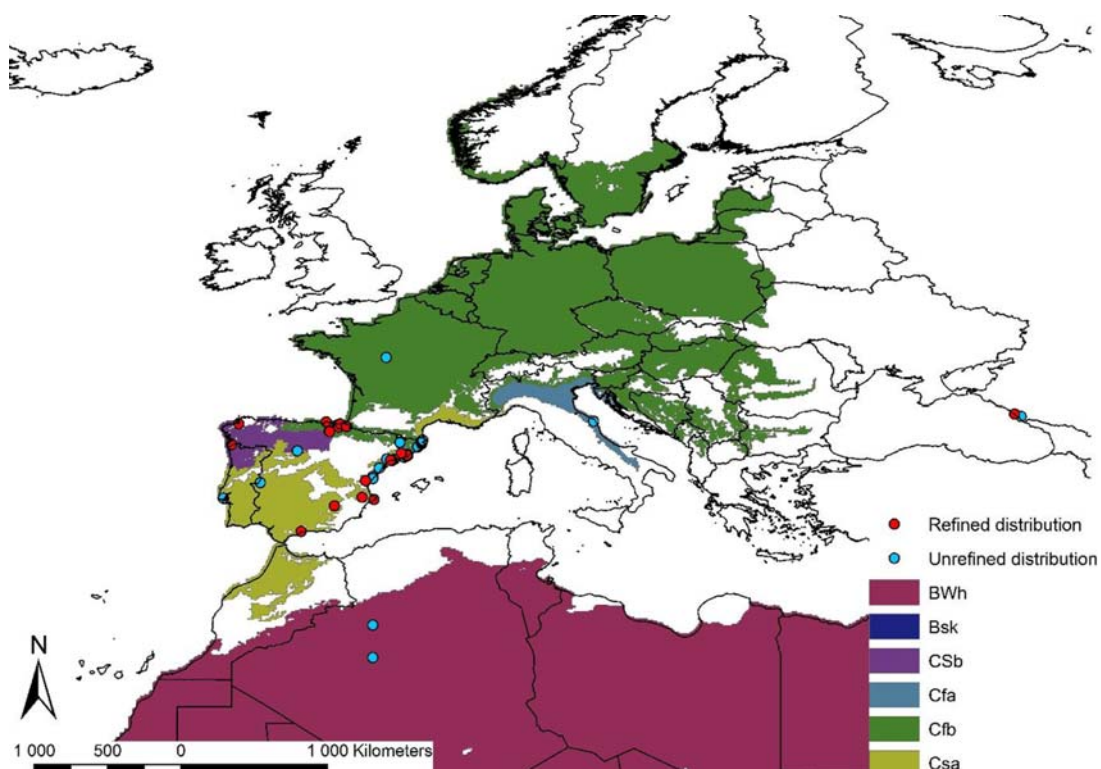 Refined distribution
Unrefined distribution
BWh
Bsk
CSb
Cfa
Cfb
Csa
N
1 000 500 0 1 000 Kilometers